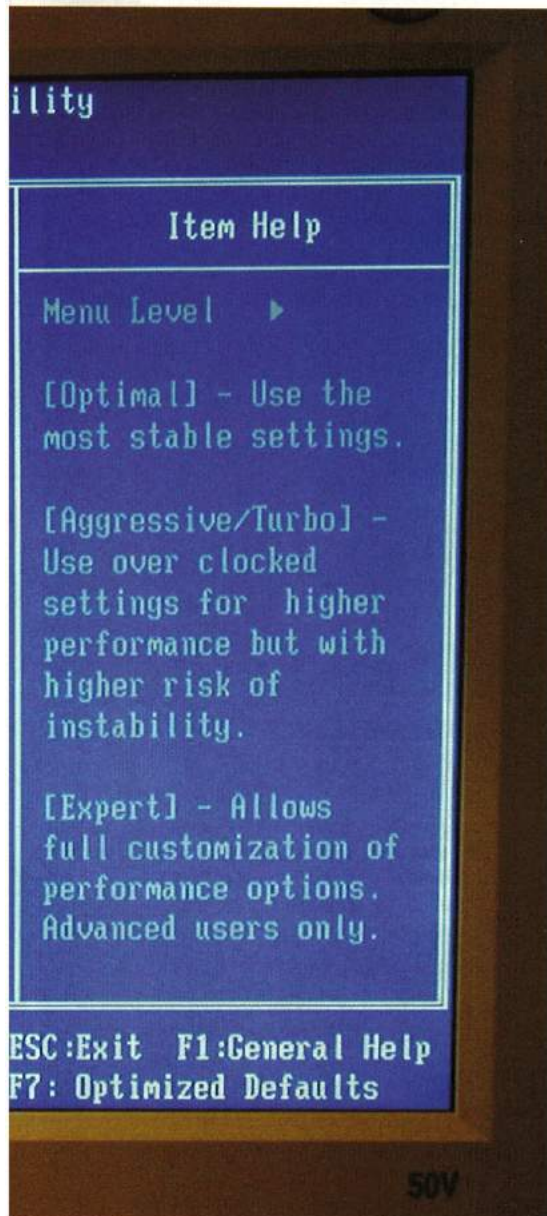 ility
Item Help
Menu Level ▶
[Optimal] - Use the
most stable settings.
[Aggressive/Turbo] -
Use over clocked
settings for higher
performance but with
higher risk of
instability.
[Expert] - Allows
full customization of
performance options.
Advanced users only.
ESC:Exit F1:General Help
F7: Optimized Defaults
50V